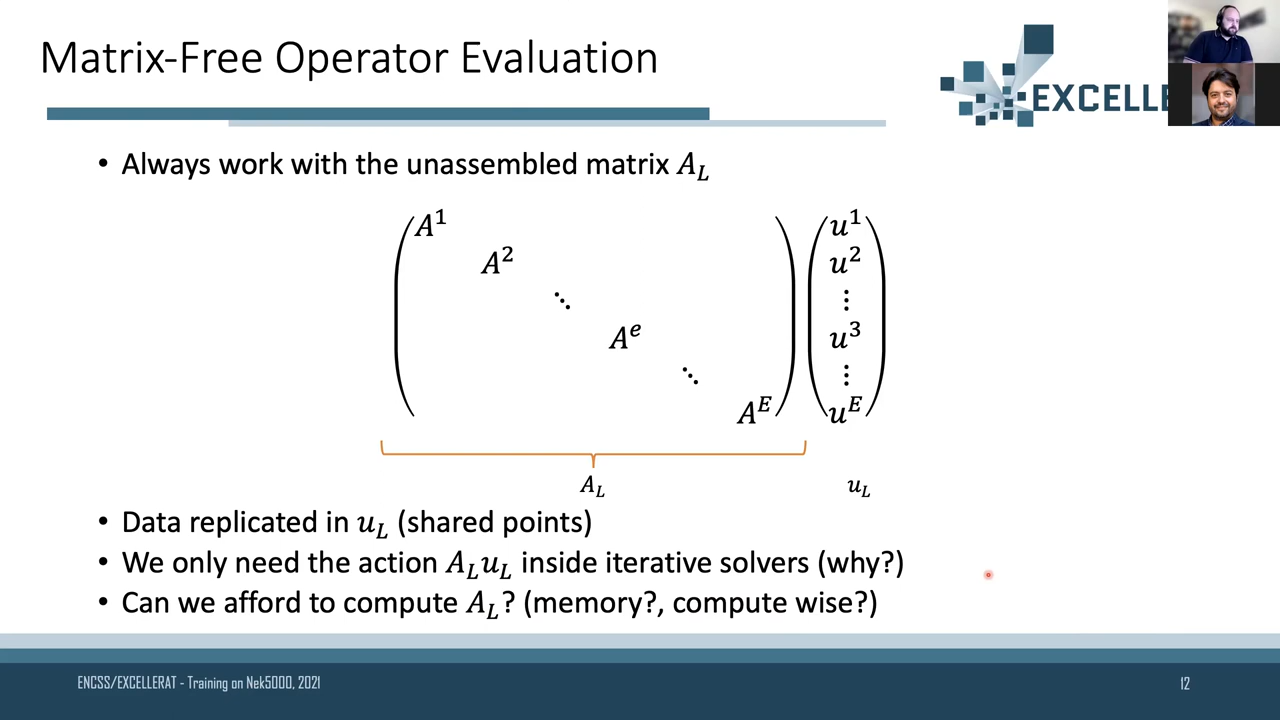 Matrix-Free Operator Evaluation
EXCELLE
• Always work with the unassembled matrix A_L
A^1 u^1
A^2 u^2
⋱ ⋮
A^e u^3
⋱ ⋮
A^E u^E
A_L u_L
• Data replicated in u_L (shared points)
• We only need the action A_L u_L inside iterative solvers (why?)
• Can we afford to compute A_L? (memory?, compute wise?)
ENCSS/EXCELLERAT - Training on Nek5000, 2021
12